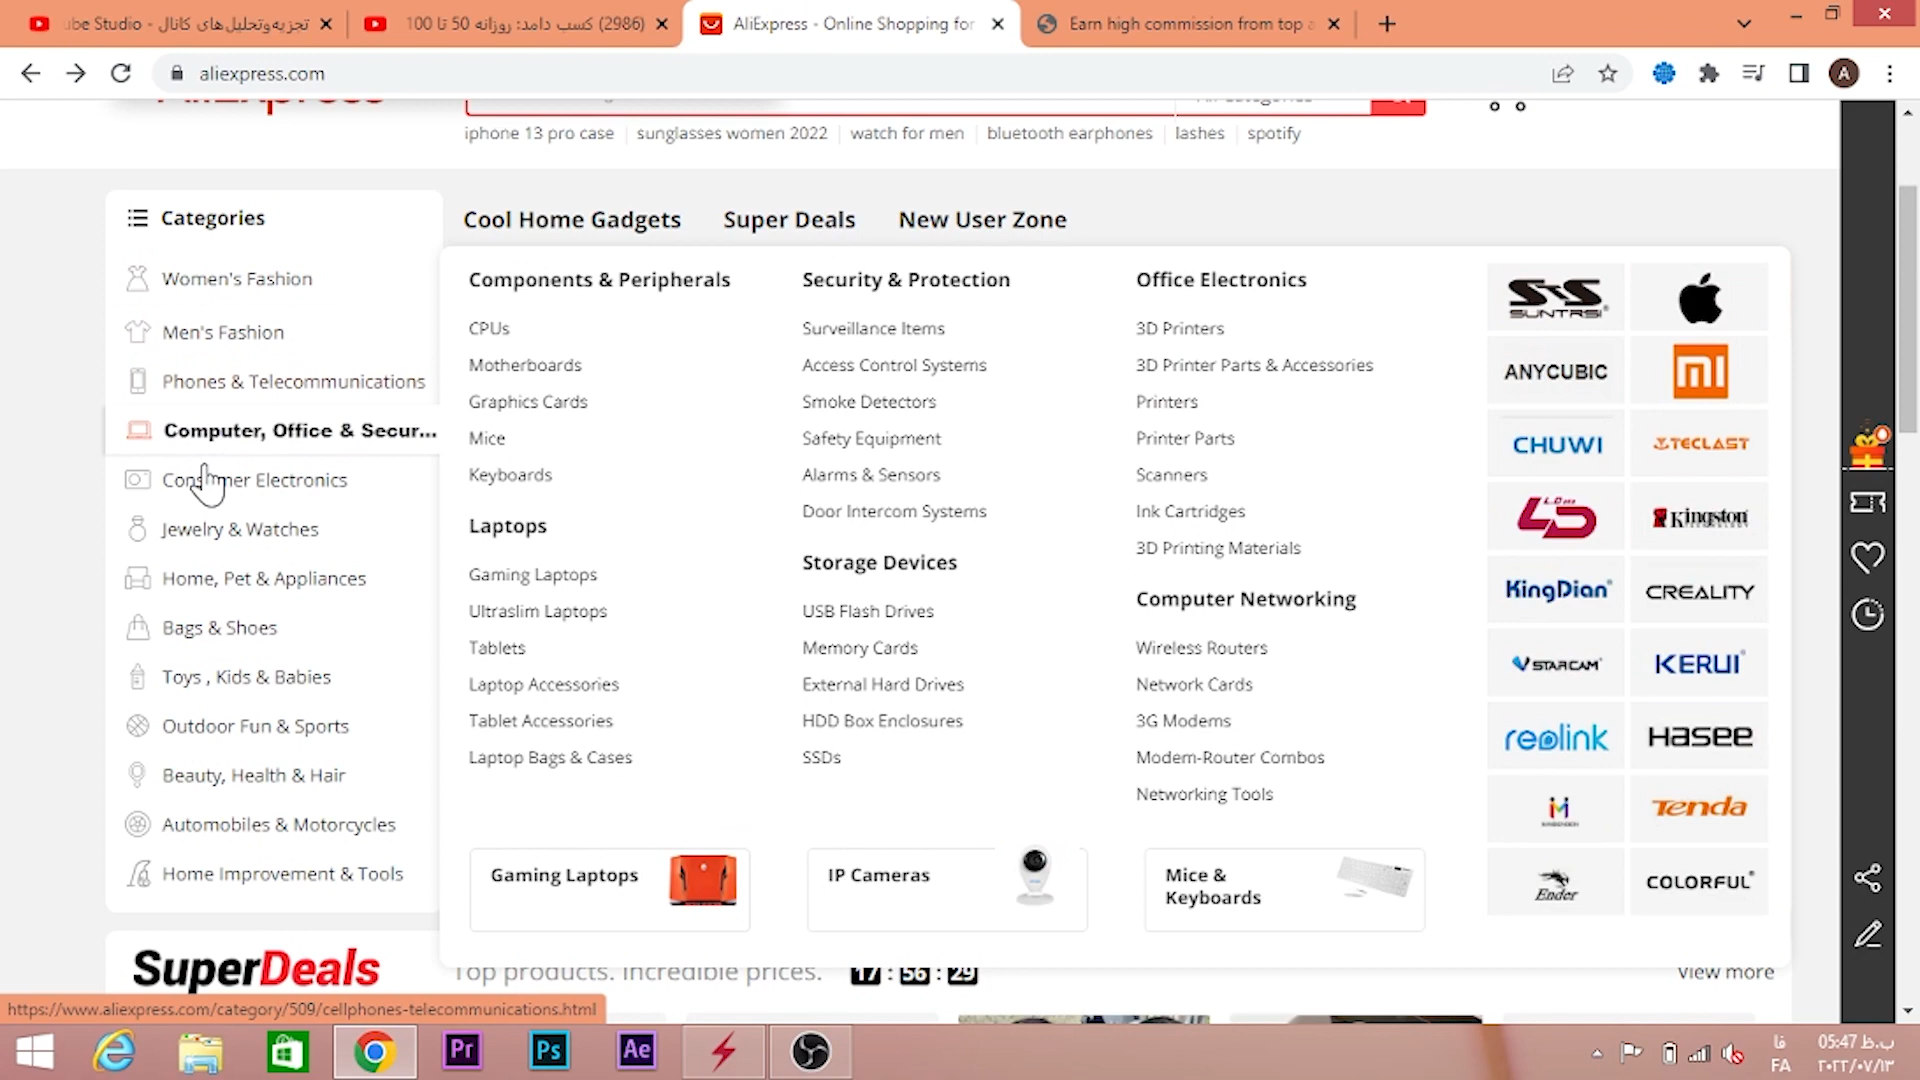 ube Studio - تجزیه‌وتحلیل‌های کانال
(2986) کسب دامد: روزانه 50 تا 100
AliExpress - Online Shopping for
Earn high commission from top a
aliexpress.com
A
AliExpress
All Categories
iphone 13 pro case
sunglasses women 2022
watch for men
bluetooth earphones
lashes
spotify
Categories
Cool Home Gadgets
Super Deals
New User Zone
Women's Fashion
Men's Fashion
Phones & Telecommunications
Computer, Office & Secur...
Consumer Electronics
Jewelry & Watches
Home, Pet & Appliances
Bags & Shoes
Toys , Kids & Babies
Outdoor Fun & Sports
Beauty, Health & Hair
Automobiles & Motorcycles
Home Improvement & Tools
Components & Peripherals
CPUs
Motherboards
Graphics Cards
Mice
Keyboards
Laptops
Gaming Laptops
Ultraslim Laptops
Tablets
Laptop Accessories
Tablet Accessories
Laptop Bags & Cases
Security & Protection
Surveillance Items
Access Control Systems
Smoke Detectors
Safety Equipment
Alarms & Sensors
Door Intercom Systems
Storage Devices
USB Flash Drives
Memory Cards
External Hard Drives
HDD Box Enclosures
SSDs
Office Electronics
3D Printers
3D Printer Parts & Accessories
Printers
Printer Parts
Scanners
Ink Cartridges
3D Printing Materials
Computer Networking
Wireless Routers
Network Cards
3G Modems
Modem-Router Combos
Networking Tools
SUNTRSI
ANYCUBIC
CHUWI
TECLAST
Kingston
KingDian
CREALITY
VSTARCAM
KERUI
reolink
Hasee
Tenda
Ender
COLORFUL
Gaming Laptops
IP Cameras
Mice &
Keyboards
SuperDeals
Top products. Incredible prices.
17 : 56 : 29
View more
https://www.aliexpress.com/category/509/cellphones-telecommunications.html
Pr
Ps
Ae
فا
FA
05:47 ب.ظ
۲۰۲۲/۰۷/۱۳